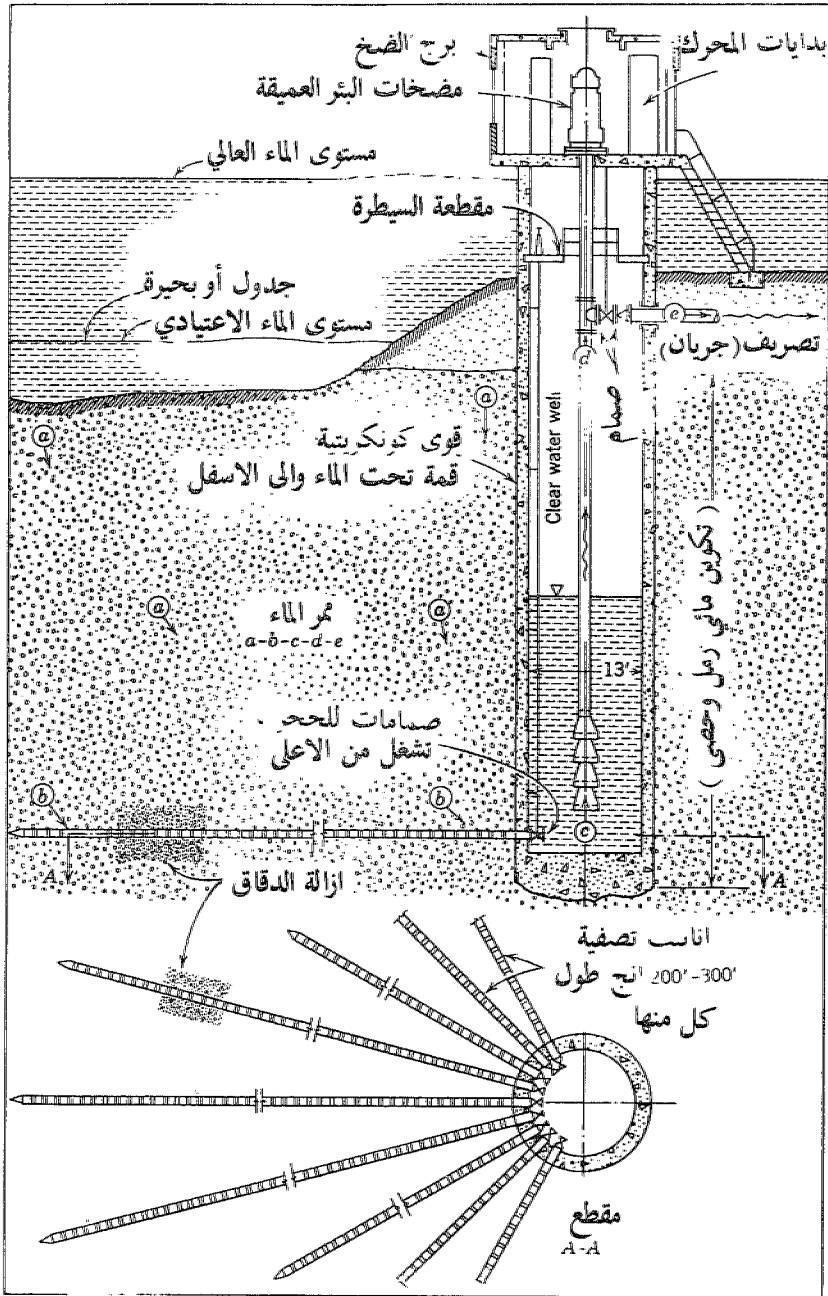 برج الضخ
بدايات المحرك
مضخات البئر العميقة
مستوى الماء العالي
مقطعة السيطرة
جدول أو بحيرة
مستوى الماء الاعتيادي
e
تصريف (جريان)
d
صمام
a
a
قوى كونكريتية
قمة تحت الماء والى الاسفل
Clear water well
(تكوين مائي رمل وحصى)
a
ممر الماء
a
a-b-c-d-e
13'
صمامات للحجز
تشغل من الاعلى
b
b
c
A
A
ازالة الدقاق
انابيب تصفية
200'-300' انج طول
كل منها
مقطع
A-A